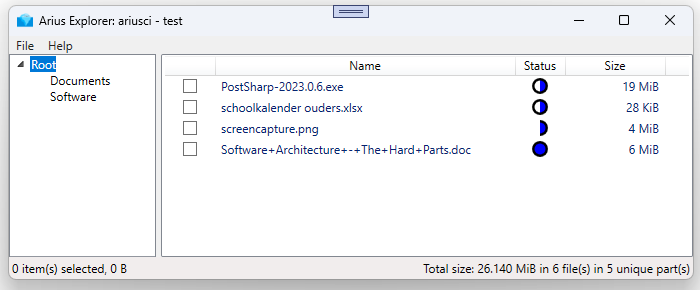 Arius Explorer: ariusci - test
File Help
Root
Documents
Software
Name Status Size
PostSharp-2023.0.6.exe 19 MiB
schoolkalender ouders.xlsx 28 KiB
screencapture.png 4 MiB
Software+Architecture+-+The+Hard+Parts.doc 6 MiB
0 item(s) selected, 0 B Total size: 26.140 MiB in 6 file(s) in 5 unique part(s)